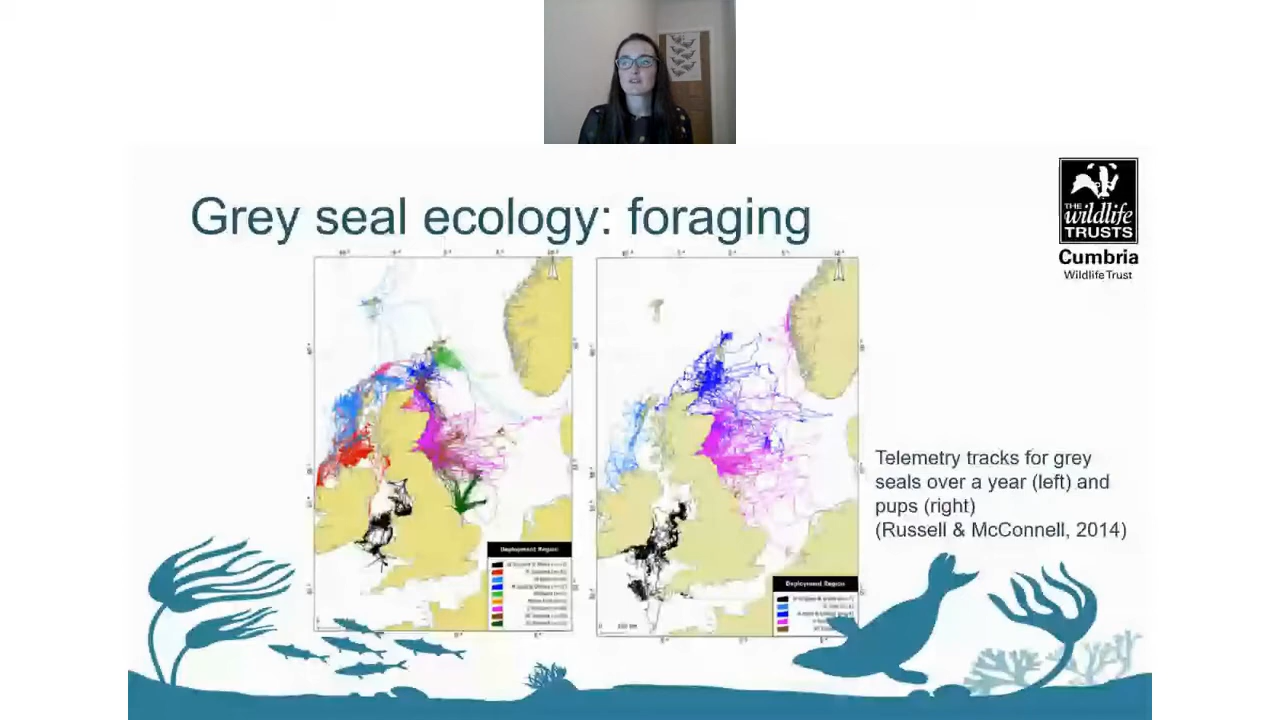 Grey seal ecology: foraging
THE
wildlife
TRUSTS
Cumbria
Wildlife Trust
Telemetry tracks for grey
seals over a year (left) and
pups (right)
(Russell & McConnell, 2014)
Deployment Region
Deployment Region